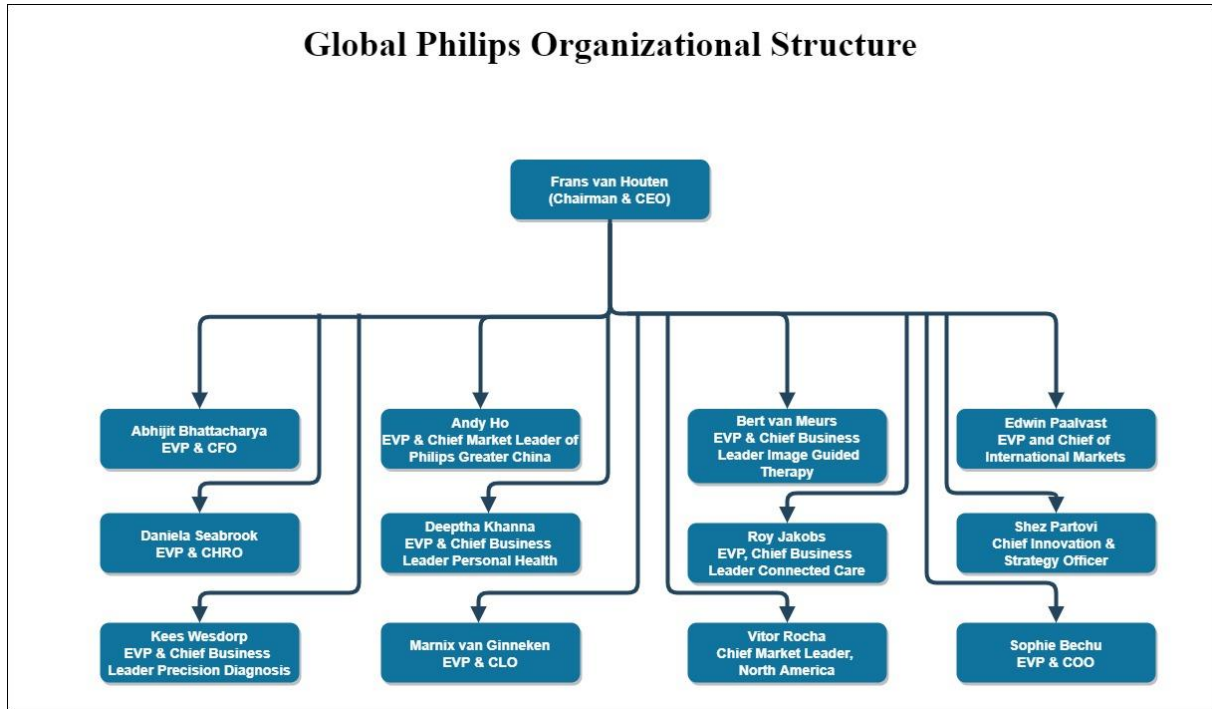 Global Philips Organizational Structure
Frans van Houten
(Chairman & CEO)
Abhijit Bhattacharya
EVP & CFO
Andy Ho
EVP & Chief Market Leader of
Philips Greater China
Bert van Meurs
EVP & Chief Business
Leader Image Guided
Therapy
Edwin Paalvast
EVP and Chief of
International Markets
Daniela Seabrook
EVP & CHRO
Deeptha Khanna
EVP & Chief Business
Leader Personal Health
Roy Jakobs
EVP, Chief Business
Leader Connected Care
Shez Partovi
Chief Innovation &
Strategy Officer
Kees Wesdorp
EVP & Chief Business
Leader Precision Diagnosis
Marnix van Ginneken
EVP & CLO
Vitor Rocha
Chief Market Leader,
North America
Sophie Bechu
EVP & COO